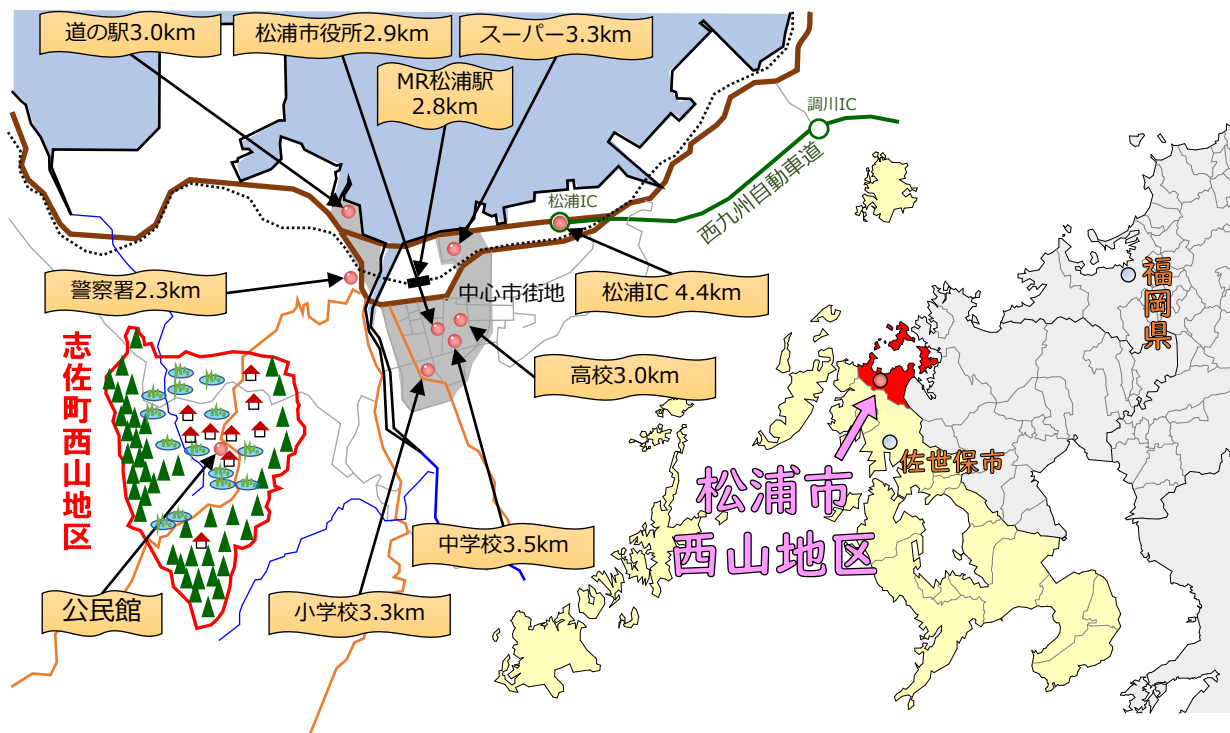 道の駅3.0km
松浦市役所2.9km
スーパー3.3km
MR松浦駅
2.8km
調川IC
西九州自動車道
松浦IC
警察署2.3km
中心市街地
松浦IC 4.4km
高校3.0km
志佐町西山地区
中学校3.5km
公民館
小学校3.3km
福岡県
佐世保市
松浦市
西山地区